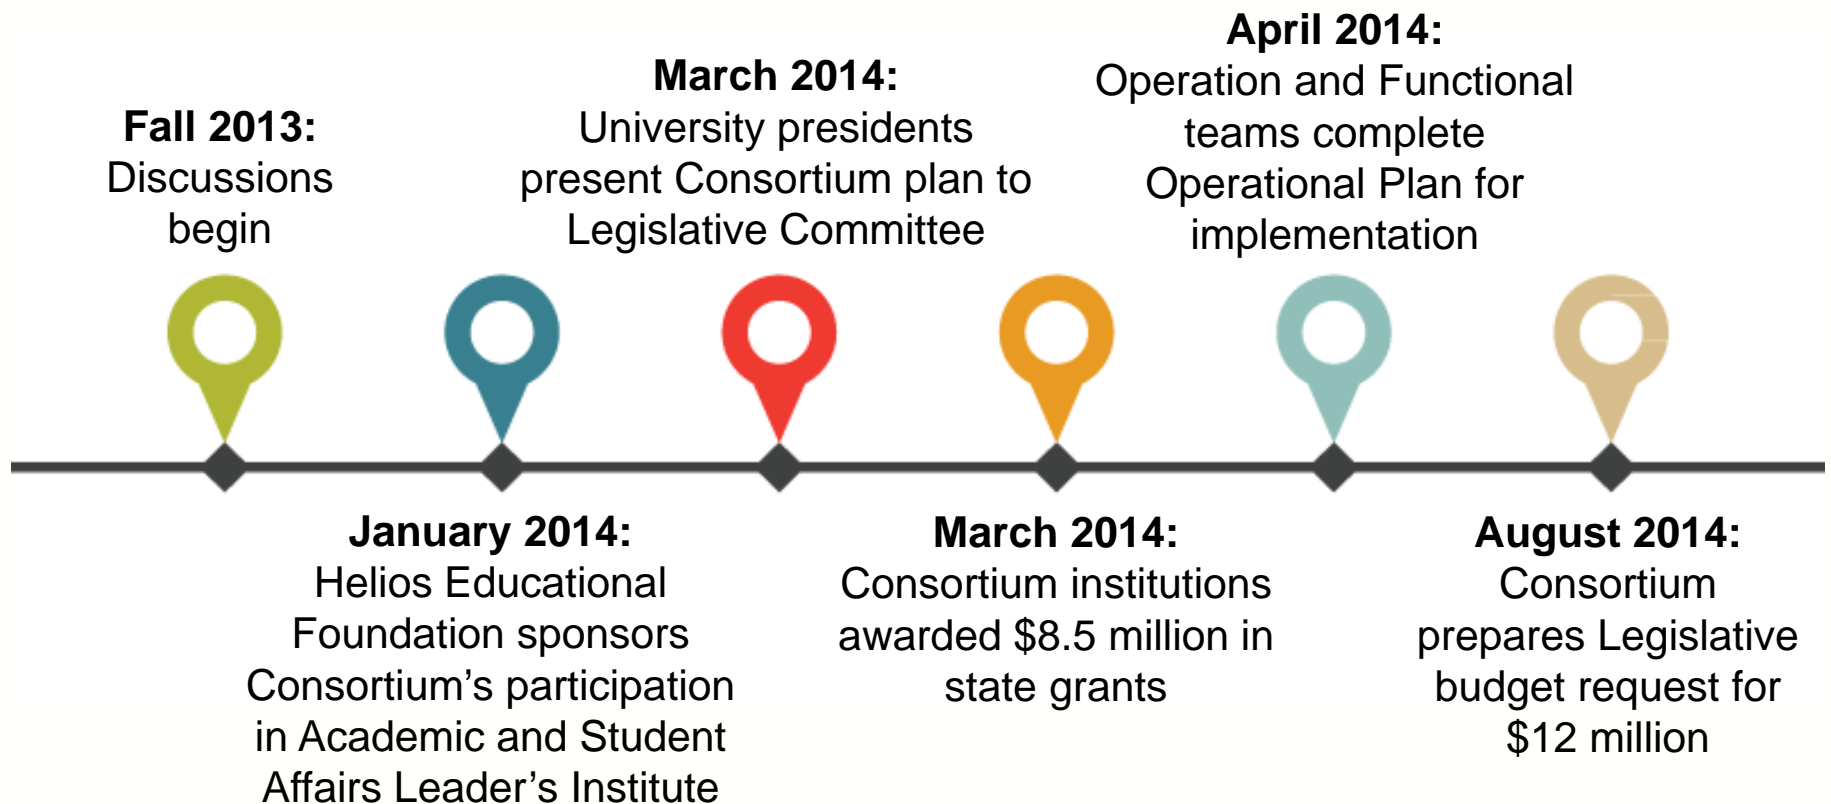 Fall 2013:
Discussions
begin
January 2014:
Helios Educational
Foundation sponsors
Consortium’s participation
in Academic and Student
Affairs Leader’s Institute
March 2014:
University presidents
present Consortium plan to
Legislative Committee
March 2014:
Consortium institutions
awarded $8.5 million in
state grants
April 2014:
Operation and Functional
teams complete
Operational Plan for
implementation
August 2014:
Consortium
prepares Legislative
budget request for
$12 million